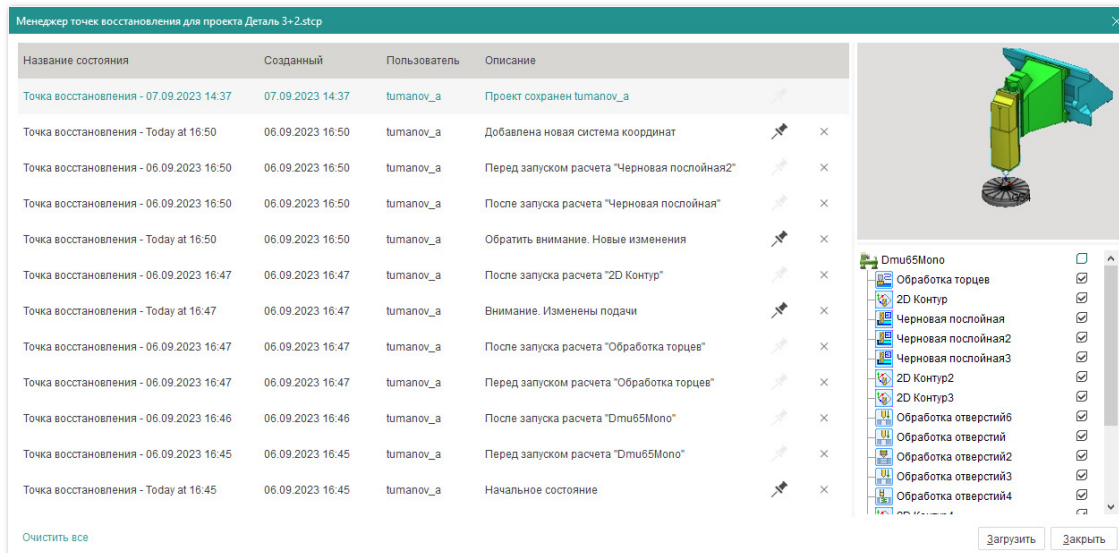 Менеджер точек восстановления для проекта Деталь 3+2.stcp
Название состояния Созданный Пользователь Описание
Точка восстановления - 07.09.2023 14:37 07.09.2023 14:37 tumanov_a Проект сохранен tumanov_a
Точка восстановления - Today at 16:50 06.09.2023 16:50 tumanov_a Добавлена новая система координат
Точка восстановления - 06.09.2023 16:50 06.09.2023 16:50 tumanov_a Перед запуском расчета "Черновая послойная2"
Точка восстановления - 06.09.2023 16:50 06.09.2023 16:50 tumanov_a После запуска расчета "Черновая послойная"
Точка восстановления - Today at 16:50 06.09.2023 16:50 tumanov_a Обратить внимание. Новые изменения
Точка восстановления - 06.09.2023 16:47 06.09.2023 16:47 tumanov_a После запуска расчета "2D Контур"
Точка восстановления - Today at 16:47 06.09.2023 16:47 tumanov_a Внимание. Изменены подачи
Точка восстановления - 06.09.2023 16:47 06.09.2023 16:47 tumanov_a После запуска расчета "Обработка торцев"
Точка восстановления - 06.09.2023 16:47 06.09.2023 16:47 tumanov_a Перед запуском расчета "Обработка торцев"
Точка восстановления - 06.09.2023 16:46 06.09.2023 16:46 tumanov_a После запуска расчета "Dmu65Mono"
Точка восстановления - 06.09.2023 16:45 06.09.2023 16:45 tumanov_a Перед запуском расчета "Dmu65Mono"
Точка восстановления - Today at 16:45 06.09.2023 16:45 tumanov_a Начальное состояние
Dmu65Mono
Обработка торцев
2D Контур
Черновая послойная
Черновая послойная2
Черновая послойная3
2D Контур2
2D Контур3
Обработка отверстий6
Обработка отверстий
Обработка отверстий2
Обработка отверстий3
Обработка отверстий4
Очистить все
Загрузить Закрыть